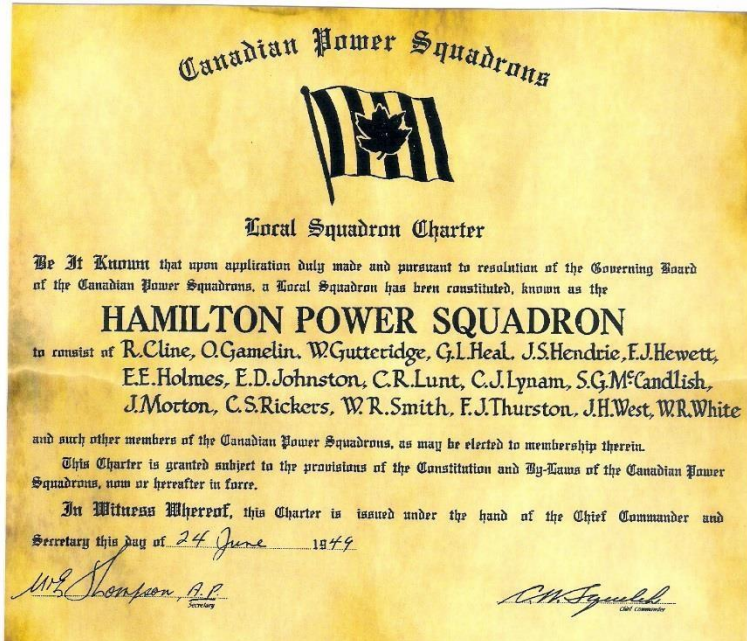 Canadian Power Squadrons
Local Squadron Charter
Be It Known that upon application duly made and pursuant to resolution of the Governing Board
of the Canadian Power Squadrons, a Local Squadron has been constituted, known as the
HAMILTON POWER SQUADRON
to consist of R.Cline, O.Gamelin. W.Gutteridge, G.I.Heal. J.S.Hendrie, F.J.Hewett,
E.E.Holmes, E.D.Johnston, C.R.Lunt, C.J.Lynam, S.G.McCandlish,
J.Morton, C.S.Rickers, W.R.Smith, F.J.Thurston, J.H.West, W.R.White
and such other members of the Canadian Power Squadrons, as may be elected to membership therein.
This Charter is granted subject to the provisions of the Constitution and By-Laws of the Canadian Power
Squadrons, now or hereafter in force.
In Witness Whereof, this Charter is issued under the hand of the Chief Commander and
Secretary this day of 24 June 1949
Thompson, A.P.
Secretary
Chief Commander